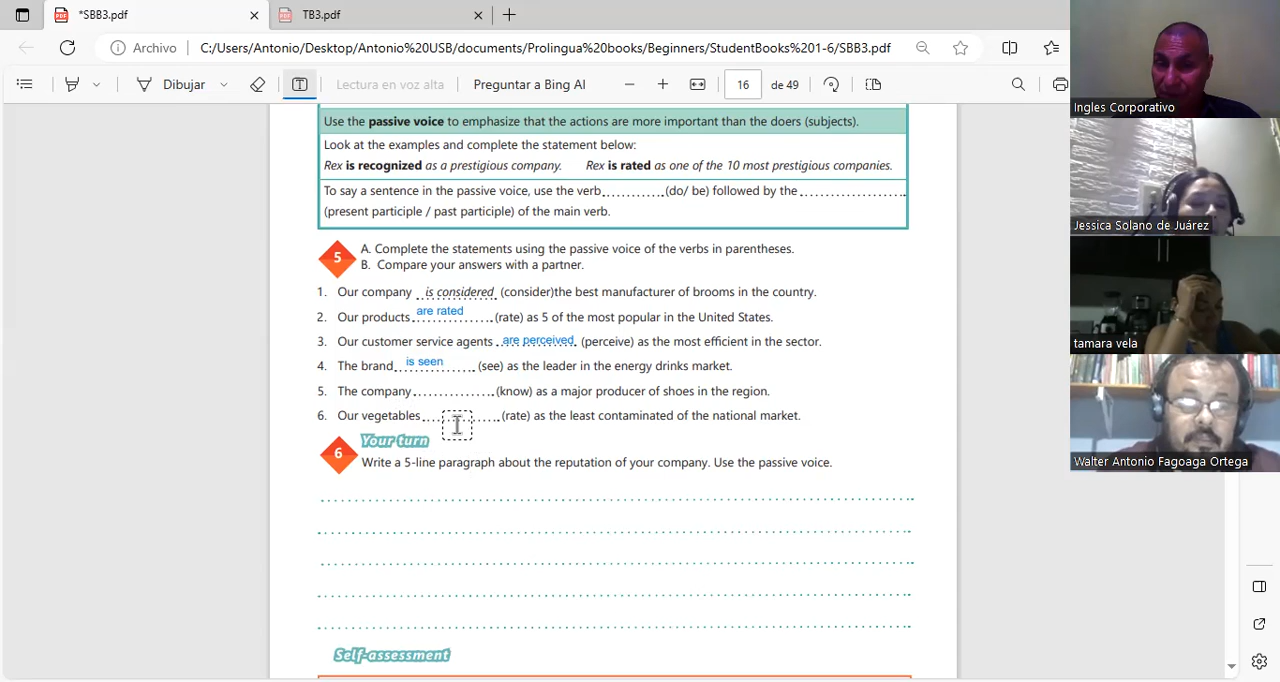 *SBB3.pdf
TB3.pdf
Archivo
C:/Users/Antonio/Desktop/Antonio%20USB/documents/Prolingua%20books/Beginners/StudentBooks%201-6/SBB3.pdf
Dibujar
Lectura en voz alta
Preguntar a Bing AI
16
de 49
Use the passive voice to emphasize that the actions are more important than the doers (subjects).
Look at the examples and complete the statement below:
Rex is recognized as a prestigious company. Rex is rated as one of the 10 most prestigious companies.
To say a sentence in the passive voice, use the verb............(do/ be) followed by the ......................
(present participle / past participle) of the main verb.
5
A. Complete the statements using the passive voice of the verbs in parentheses.
B. Compare your answers with a partner.
1. Our company is considered (consider)the best manufacturer of brooms in the country.
2. Our products are rated (rate) as 5 of the most popular in the United States.
3. Our customer service agents are perceived (perceive) as the most efficient in the sector.
4. The brand is seen (see) as the leader in the energy drinks market.
5. The company ............... (know) as a major producer of shoes in the region.
6. Our vegetables............... (rate) as the least contaminated of the national market.
Your turn
6
Write a 5-line paragraph about the reputation of your company. Use the passive voice.
Self-assessment
Ingles Corporativo
Jessica Solano de Juárez
tamara vela
Walter Antonio Fagoaga Ortega